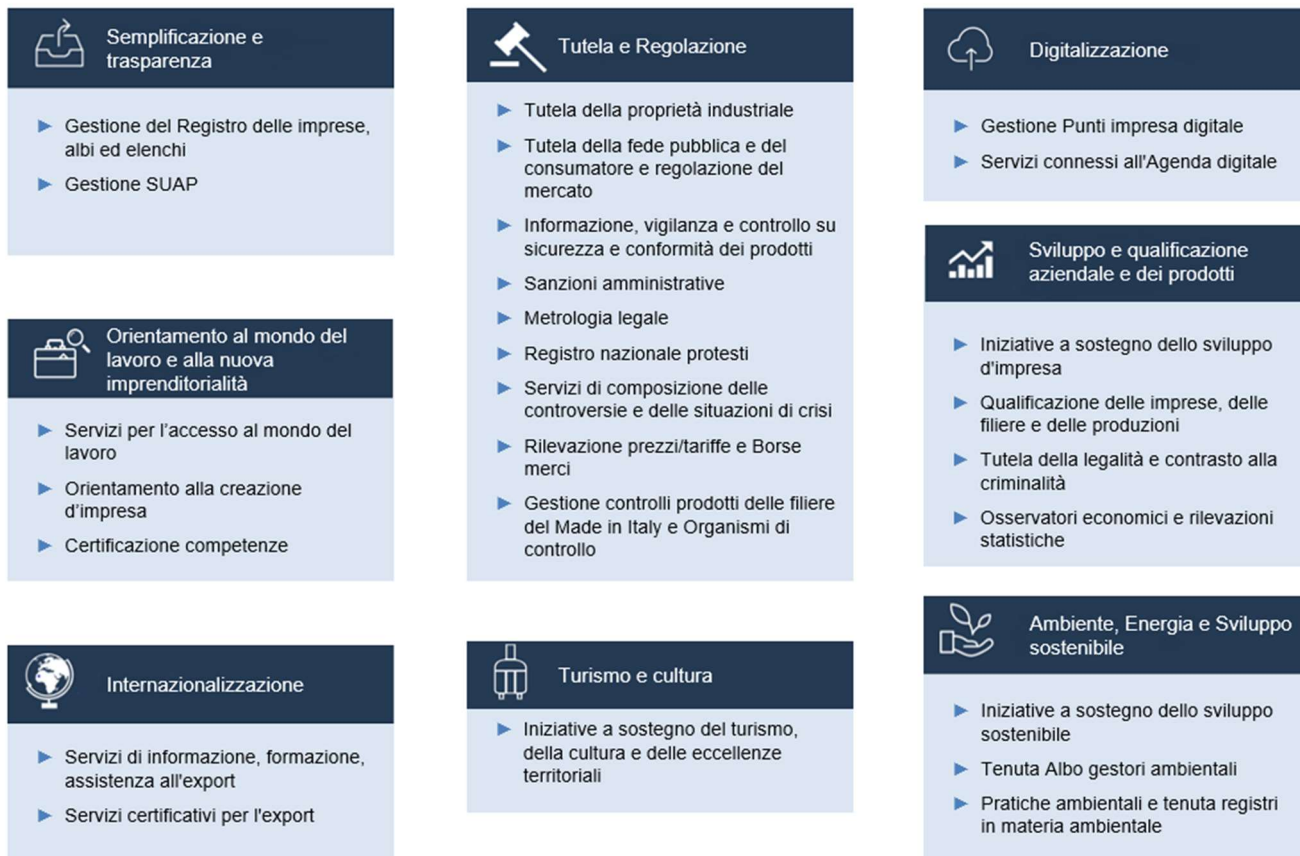 Semplificazione e
trasparenza
Gestione del Registro delle imprese,
albi ed elenchi
Gestione SUAP
Orientamento al mondo del
lavoro e alla nuova
imprenditorialità
Servizi per l’accesso al mondo del
lavoro
Orientamento alla creazione
d’impresa
Certificazione competenze
Internazionalizzazione
Servizi di informazione, formazione,
assistenza all'export
Servizi certificativi per l'export
Tutela e Regolazione
Tutela della proprietà industriale
Tutela della fede pubblica e del
consumatore e regolazione del
mercato
Informazione, vigilanza e controllo su
sicurezza e conformità dei prodotti
Sanzioni amministrative
Metrologia legale
Registro nazionale protesti
Servizi di composizione delle
controversie e delle situazioni di crisi
Rilevazione prezzi/tariffe e Borse
merci
Gestione controlli prodotti delle filiere
del Made in Italy e Organismi di
controllo
Turismo e cultura
Iniziative a sostegno del turismo,
della cultura e delle eccellenze
territoriali
Digitalizzazione
Gestione Punti impresa digitale
Servizi connessi all'Agenda digitale
Sviluppo e qualificazione
aziendale e dei prodotti
Iniziative a sostegno dello sviluppo
d'impresa
Qualificazione delle imprese, delle
filiere e delle produzioni
Tutela della legalità e contrasto alla
criminalità
Osservatori economici e rilevazioni
statistiche
Ambiente, Energia e Sviluppo
sostenibile
Iniziative a sostegno dello sviluppo
sostenibile
Tenuta Albo gestori ambientali
Pratiche ambientali e tenuta registri
in materia ambientale